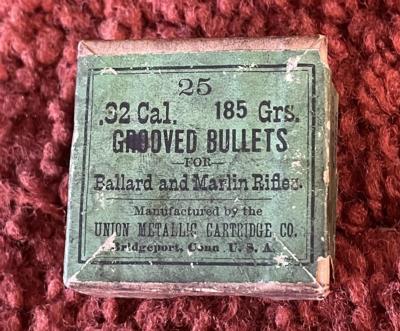 25
.32 Cal. 185 Grs.
GROOVED BULLETS
—FOR—
Ballard and Marlin Rifles.
Manufactured by the
UNION METALLIC CARTRIDGE CO.
Bridgeport, Conn U. S. A.